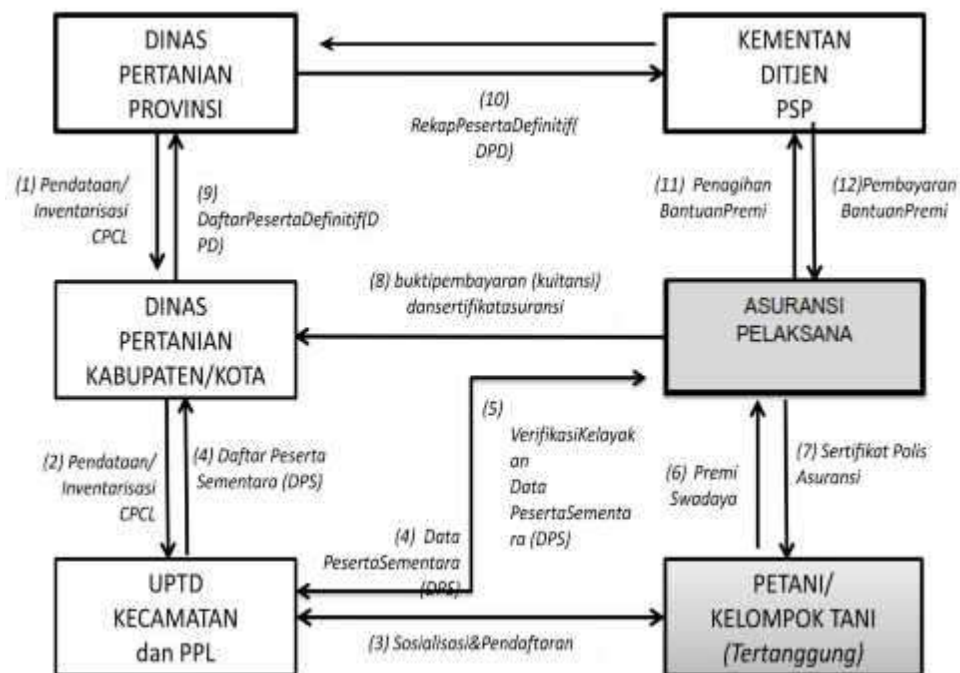 DINAS
PERTANIAN
PROVINSI
KEMENTAN
DITJEN
PSP
(10)
RekapPesertaDefinitif(
DPD)
(1) Pendataan/
Inventarisasi
CPCL
(9)
DaftarPesertaDefinitif(D
PD)
(11) Penagihan
BantuanPremi
(12)Pembayaran
BantuanPremi
(8) buktipembayaran (kuitansi)
dansertifikatasuransi
DINAS
PERTANIAN
KABUPATEN/KOTA
ASURANSI
PELAKSANA
(2) Pendataan/
Inventarisasi
CPCL
(4) Daftar Peserta
Sementara (DPS)
(5)
VerifikasiKelayak
an
Data
PesertaSementa
ra (DPS)
(6) Premi
Swadaya
(7) Sertifikat Polis
Asuransi
(4) Data
PesertaSementara
(DPS)
UPTD
KECAMATAN
dan PPL
(3) Sosialisasi&Pendaftaran
PETANI/
KELOMPOK TANI
(Tertanggung)